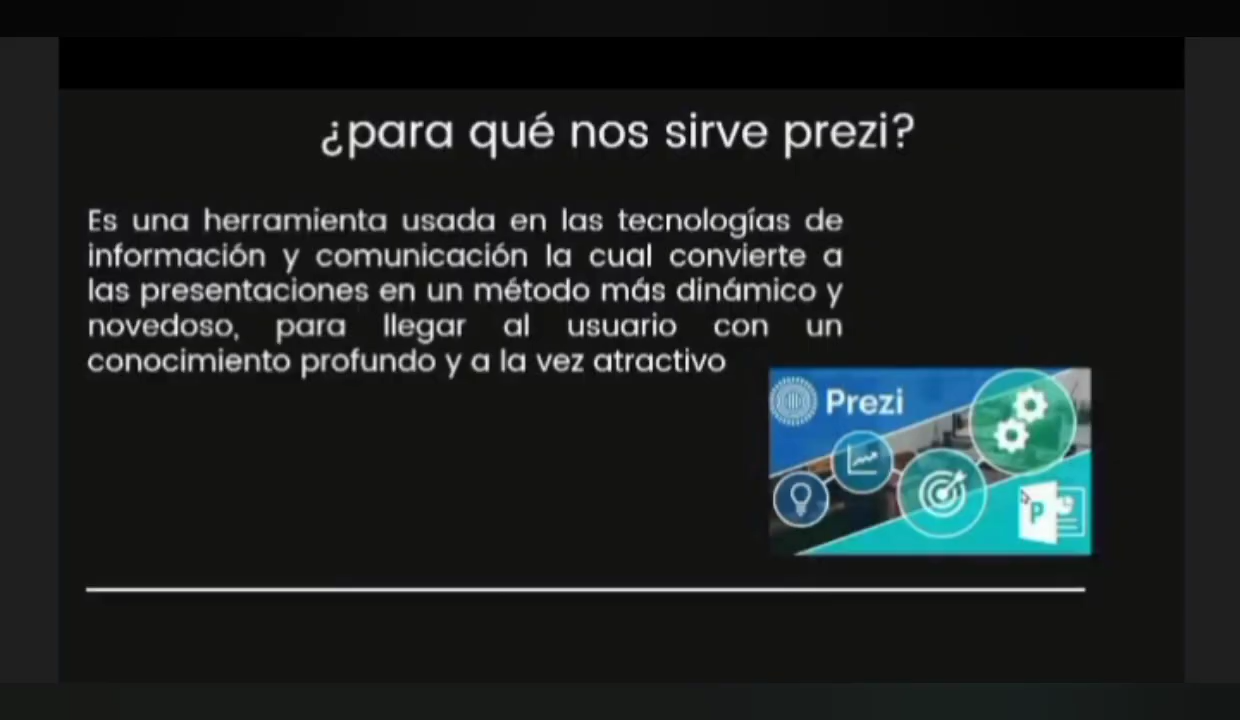 ¿para qué nos sirve prezi?
Es una herramienta usada en las tecnologías de
información y comunicación la cual convierte a
las presentaciones en un método más dinámico y
novedoso, para llegar al usuario con un
conocimiento profundo y a la vez atractivo
Prezi
P